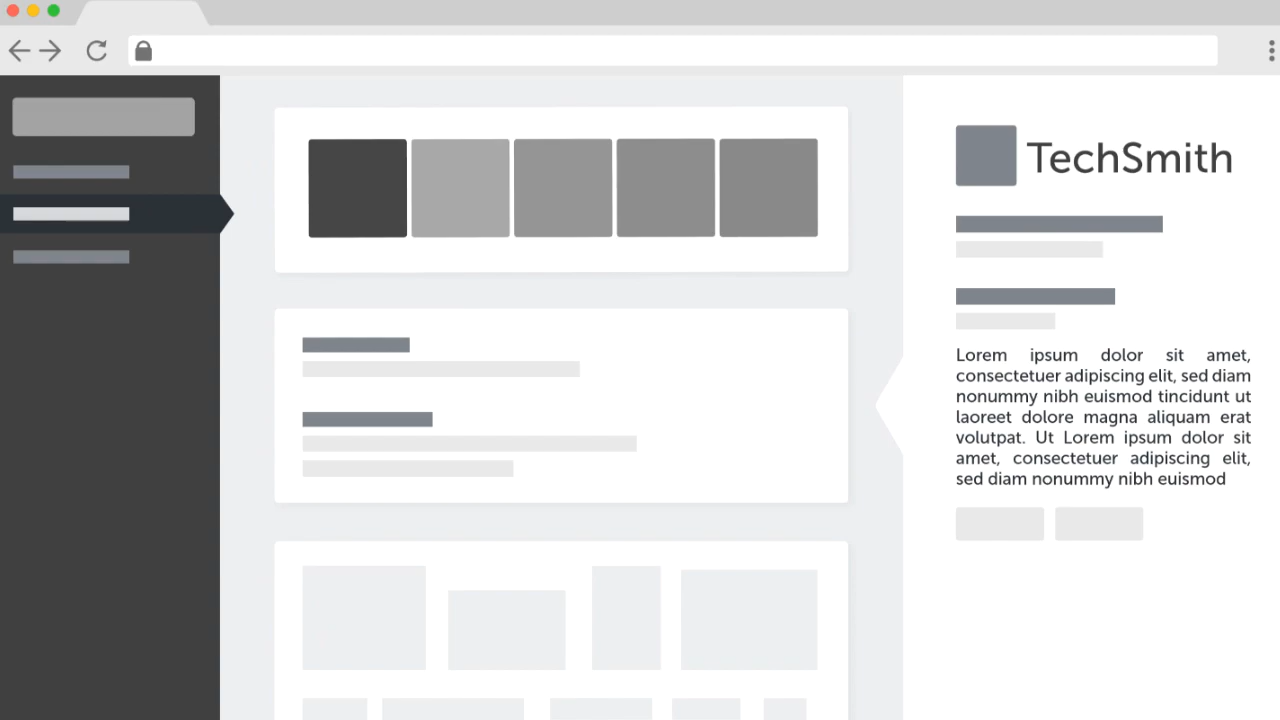 TechSmith
Lorem ipsum dolor sit amet,
consectetuer adipiscing elit, sed diam
nonummy nibh euismod tincidunt ut
laoreet dolore magna aliquam erat
volutpat. Ut Lorem ipsum dolor sit
amet, consectetuer adipiscing elit,
sed diam nonummy nibh euismod